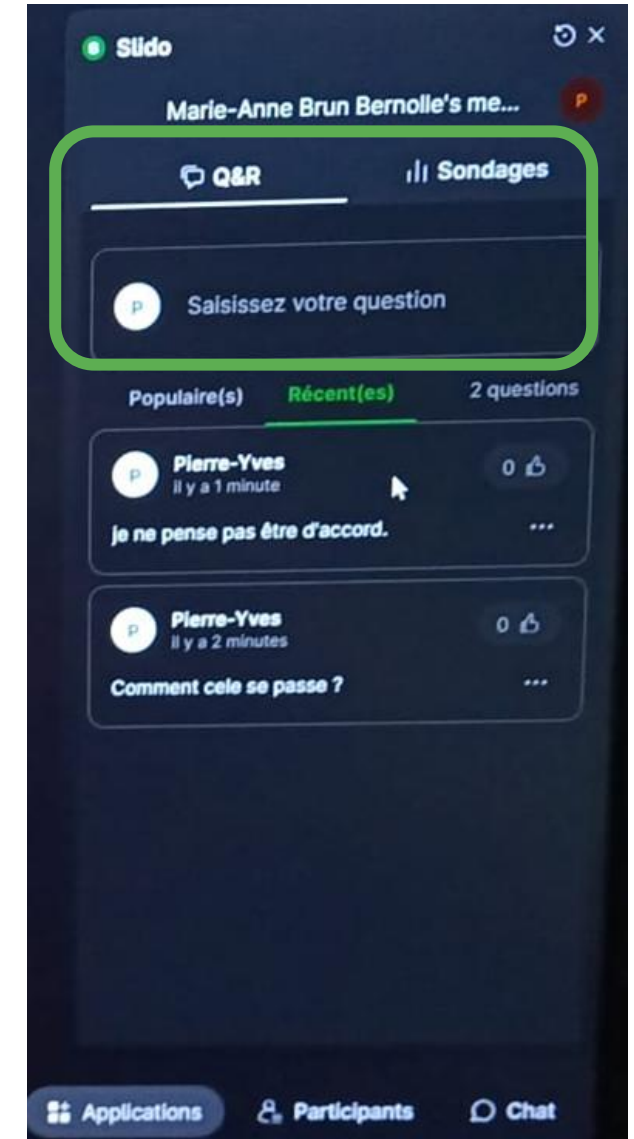 Slido
Marie-Anne Brun Bernolle's me...
P
Q&R
Sondages
P
Saisissez votre question
Populaire(s)
Récent(es)
2 questions
P
Pierre-Yves
il y a 1 minute
0
je ne pense pas être d'accord.
...
P
Pierre-Yves
il y a 2 minutes
0
Comment cele se passe ?
...
Applications
Participants
Chat